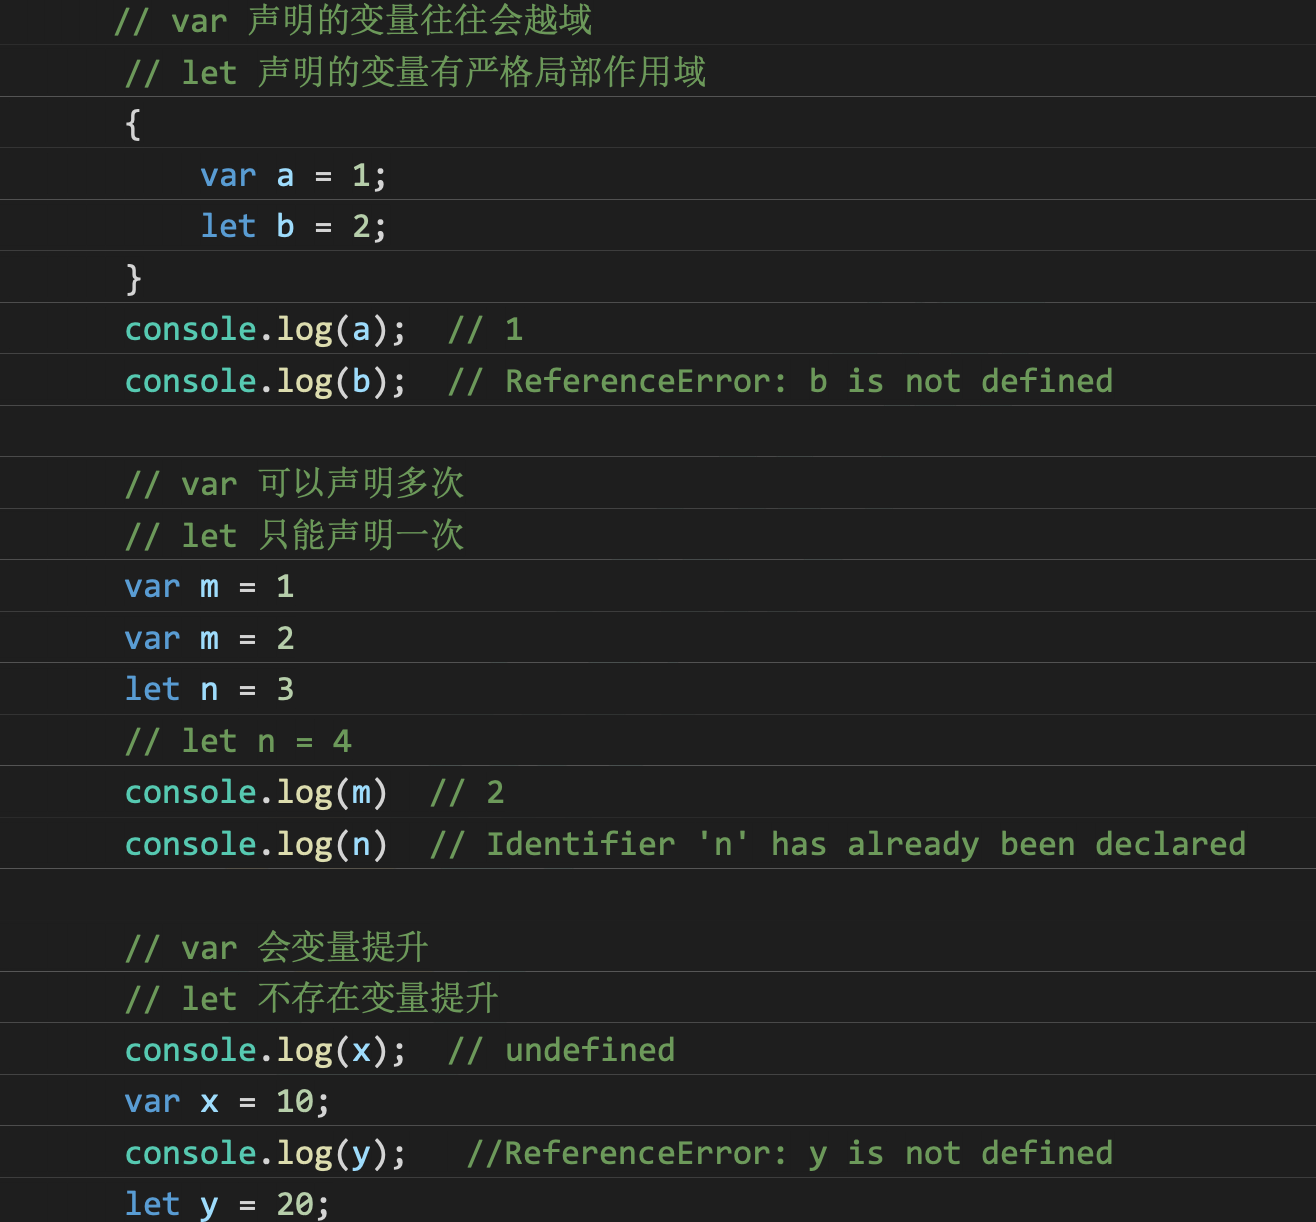 // var 声明的变量往往会越域
// let 声明的变量有严格局部作用域
{
    var a = 1;
    let b = 2;
}
console.log(a);  // 1
console.log(b);  // ReferenceError: b is not defined
// var 可以声明多次
// let 只能声明一次
var m = 1
var m = 2
let n = 3
// let n = 4
console.log(m)  // 2
console.log(n)  // Identifier 'n' has already been declared
// var 会变量提升
// let 不存在变量提升
console.log(x);  // undefined
var x = 10;
console.log(y);   //ReferenceError: y is not defined
let y = 20;